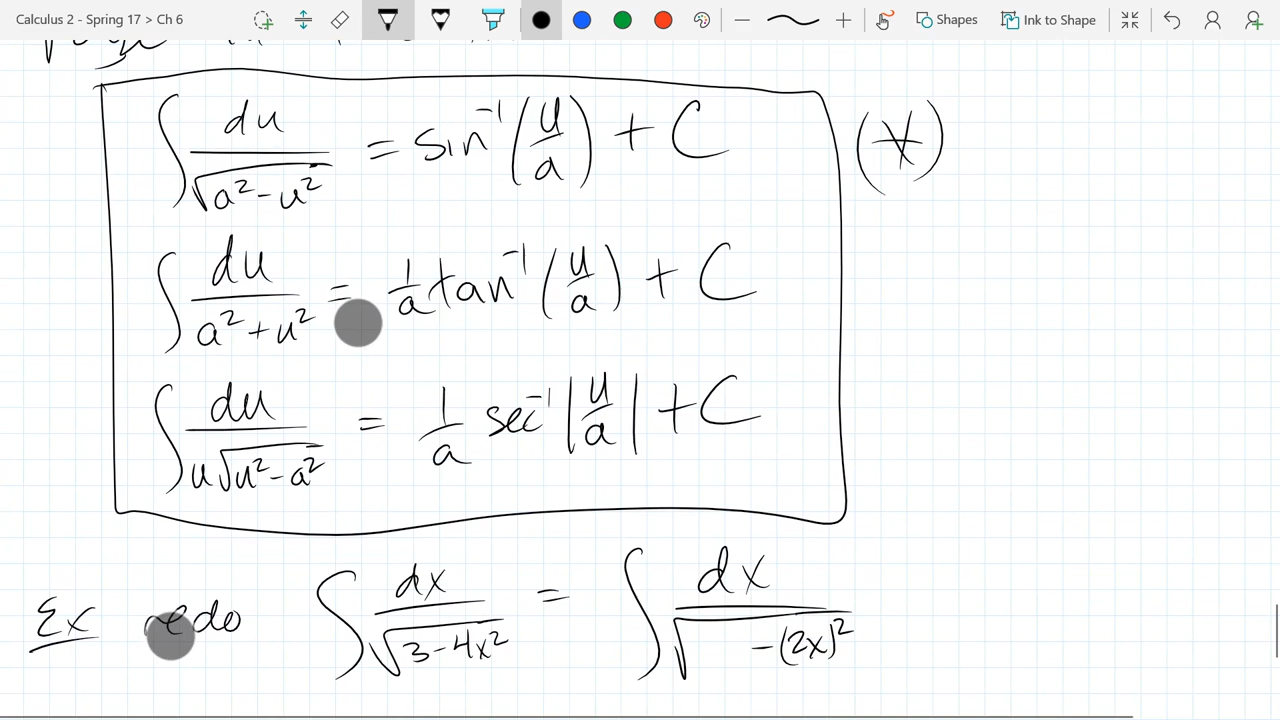 Calculus 2 - Spring 17 > Ch 6
Shapes
Ink to Shape
∫ du/√(a² - u²) = sin⁻¹(u/a) + C (*)
∫ du/(a² + u²) = 1/a tan⁻¹(u/a) + C
∫ du/(u√(u² - a²)) = 1/a sec⁻¹|u/a| + C
Ex redo ∫ dx/√(3 - 4x²) = ∫ dx/√( - (2x)²)